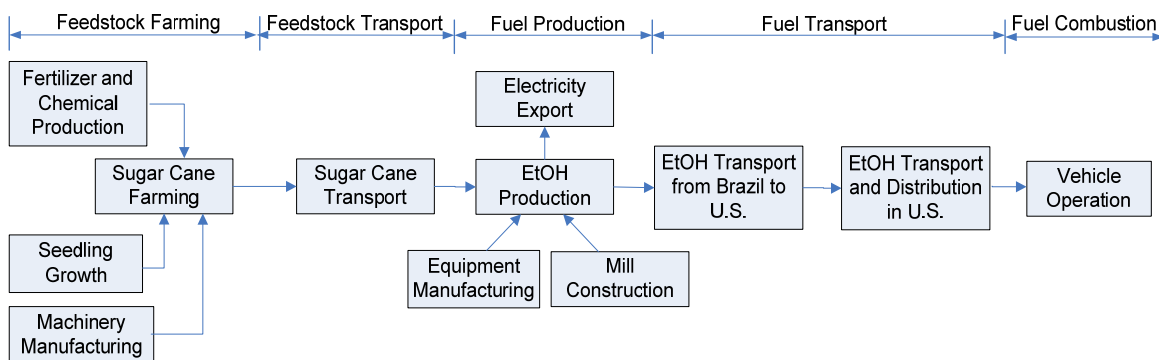 Feedstock Farming
Feedstock Transport
Fuel Production
Fuel Transport
Fuel Combustion
Fertilizer and
Chemical
Production
Electricity
Export
Sugar Cane
Farming
Sugar Cane
Transport
EtOH
Production
EtOH Transport
from Brazil to
U.S.
EtOH Transport
and Distribution
in U.S.
Vehicle
Operation
Seedling
Growth
Equipment
Manufacturing
Mill
Construction
Machinery
Manufacturing